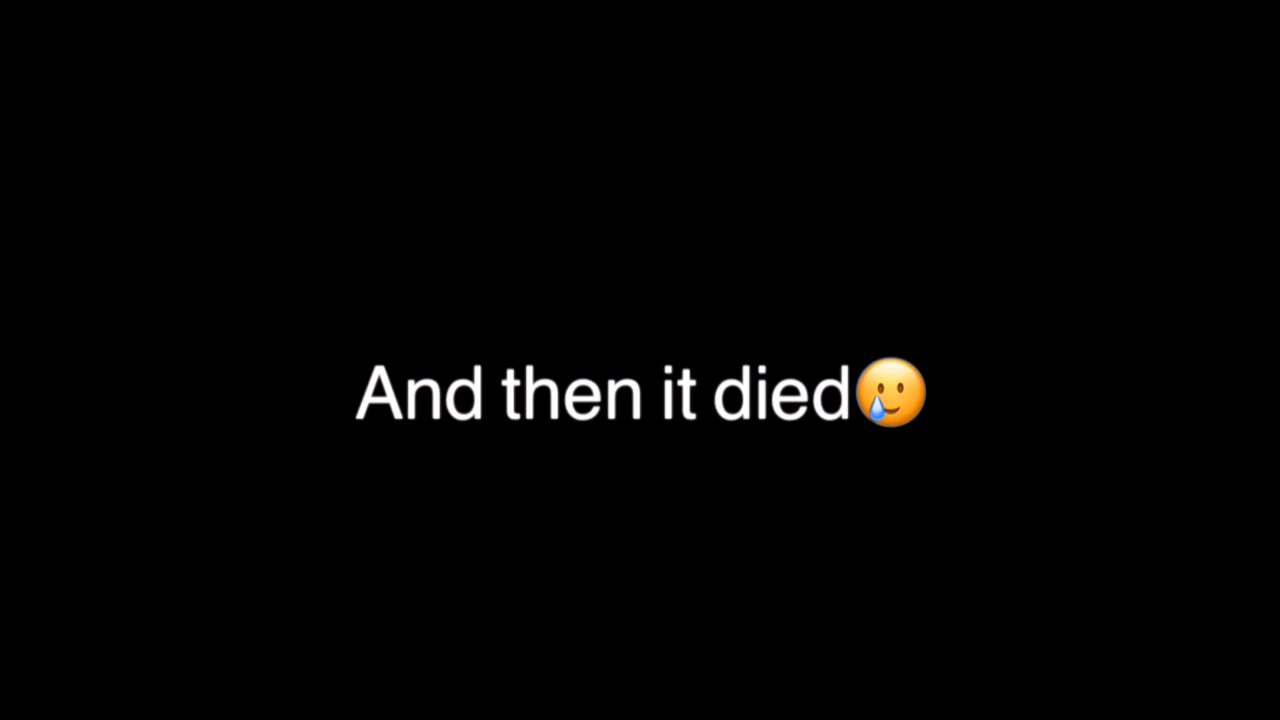 And then it died🥲